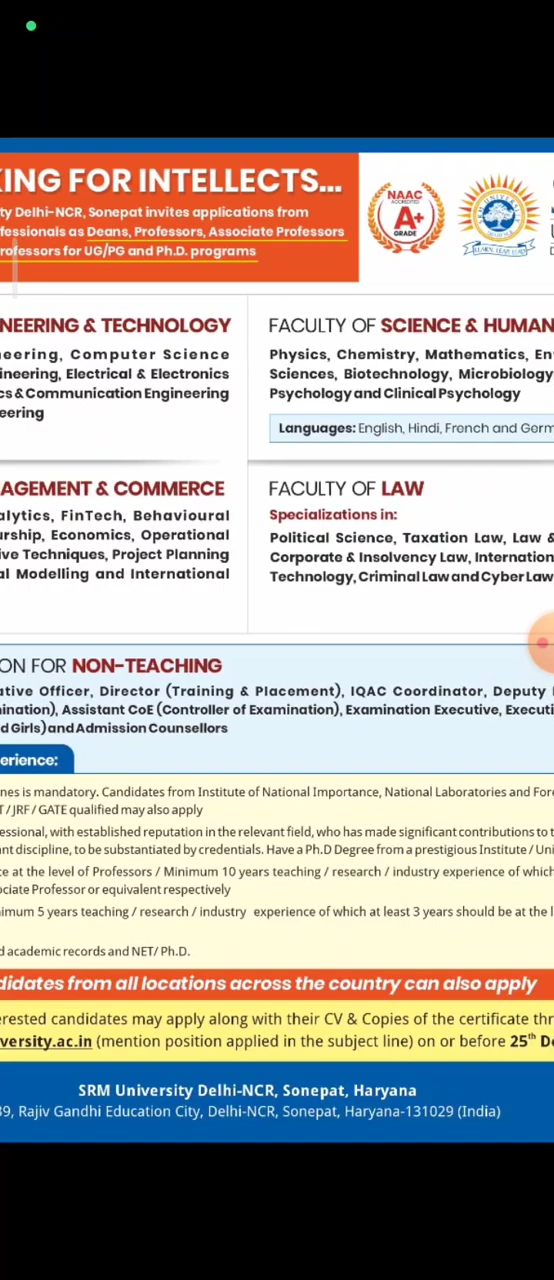 KING FOR INTELLECTS...
ty Delhi-NCR, Sonepat invites applications from
fessionals as Deans, Professors, Associate Professors
rofessors for UG/PG and Ph.D. programs
NAAC
ACCREDITED
A+
GRADE
LEARN LEAP LEAD
NEERING & TECHNOLOGY
neering, Computer Science
ineering, Electrical & Electronics
cs & Communication Engineering
eering
FACULTY OF SCIENCE & HUMAN
Physics, Chemistry, Mathematics, En
Sciences, Biotechnology, Microbiology
Psychology and Clinical Psychology
Languages: English, Hindi, French and Germ
AGEMENT & COMMERCE
alytics, FinTech, Behavioural
urship, Economics, Operational
ive Techniques, Project Planning
al Modelling and International
FACULTY OF LAW
Specializations in:
Political Science, Taxation Law, Law &
Corporate & Insolvency Law, Internation
Technology, Criminal Law and Cyber Law
ON FOR NON-TEACHING
ative Officer, Director (Training & Placement), IQAC Coordinator, Deputy
ination), Assistant CoE (Controller of Examination), Examination Executive, Executi
d Girls) and Admission Counsellors
erience:
nes is mandatory. Candidates from Institute of National Importance, National Laboratories and Fore
T / JRF / GATE qualified may also apply
essional, with established reputation in the relevant field, who has made significant contributions to t
ant discipline, to be substantiated by credentials. Have a Ph.D Degree from a prestigious Institute / Uni
ce at the level of Professors / Minimum 10 years teaching / research / industry experience of which
ociate Professor or equivalent respectively
nimum 5 years teaching / research / industry experience of which at least 3 years should be at the l
d academic records and NET/ Ph.D.
didates from all locations across the country can also apply
erested candidates may apply along with their CV & Copies of the certificate thr
versity.ac.in (mention position applied in the subject line) on or before 25th De
SRM University Delhi-NCR, Sonepat, Haryana
39, Rajiv Gandhi Education City, Delhi-NCR, Sonepat, Haryana-131029 (India)